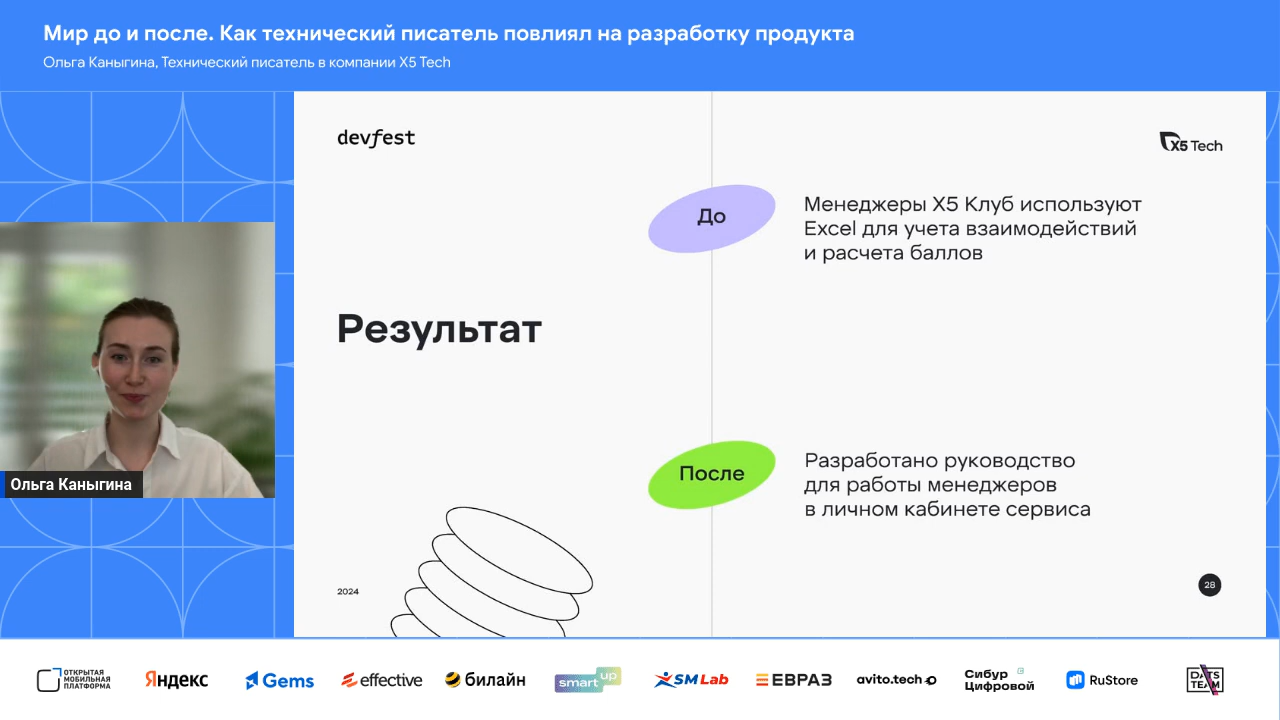 Мир до и после. Как технический писатель повлиял на разработку продукта
Ольга Каныгина, Технический писатель в компании X5 Tech
devfest
X5 Tech
До
Менеджеры X5 Клуб используют
Excel для учета взаимодействий
и расчета баллов
Результат
После
Разработано руководство
для работы менеджеров
в личном кабинете сервиса
Ольга Каныгина
2024
28
ОТКРЫТАЯ
МОБИЛЬНАЯ
ПЛАТФОРМА
Яндекс
Gems
effective
билайн
smart up
SM Lab
ЕВРАЗ
avito.tech
Сибур
Цифровой
RuStore
DATS
TEAM